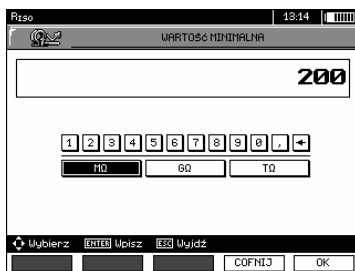 RISO 13:14
WARTOŚĆ MINIMALNA
200
1 2 3 4 5 6 7 8 9 0 , ←
MΩ GΩ TΩ
Wybierz ENTER Wpisz ESC Wyjdź
COFNIJ OK